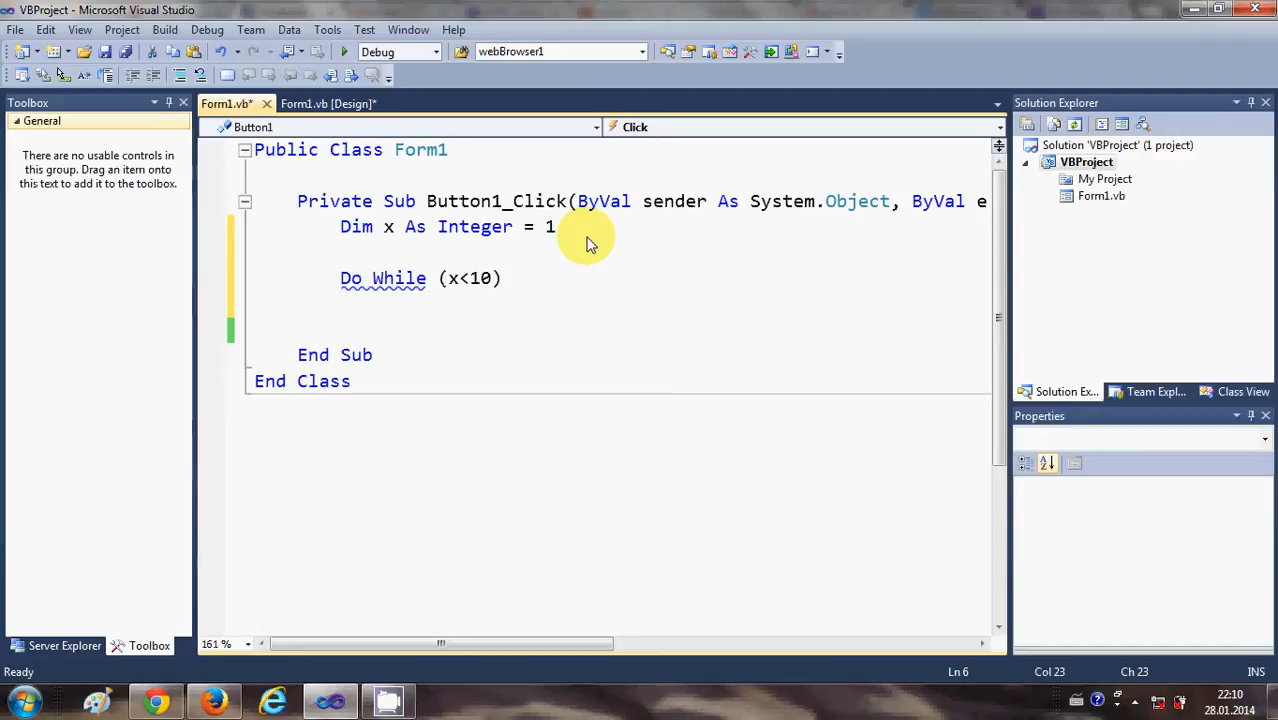 VBProject - Microsoft Visual Studio
File Edit View Project Build Debug Team Data Tools Test Window Help
Debug webBrowser1
Toolbox
General
There are no usable controls in
this group. Drag an item onto
this text to add it to the toolbox.
Server Explorer Toolbox
Form1.vb* Form1.vb [Design]*
Button1 Click
Public Class Form1
Private Sub Button1_Click(ByVal sender As System.Object, ByVal e
Dim x As Integer = 1
Do While (x<10)
End Sub
End Class
161 %
Solution Explorer
Solution 'VBProject' (1 project)
VBProject
My Project
Form1.vb
Solution Ex... Team Expl... Class View
Properties
Ready Ln 6 Col 23 Ch 23 INS
22:10
28.01.2014